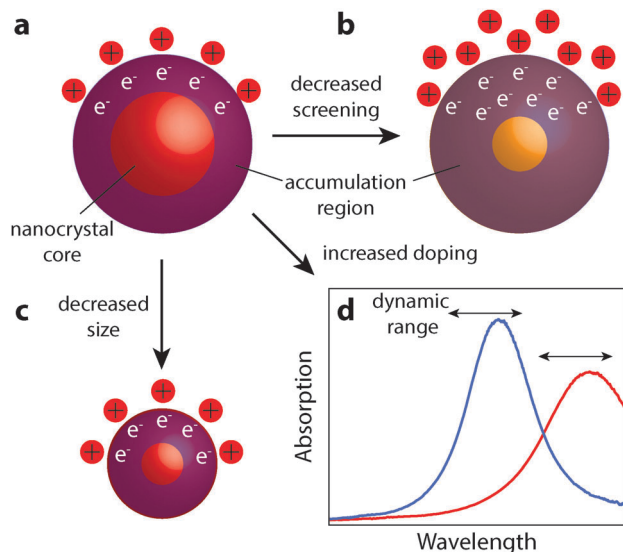 a
+ + + + +
e⁻ e⁻ e⁻ e⁻ e⁻
decreased
screening
b
+ + + + + + + + +
e⁻ e⁻ e⁻ e⁻ e⁻ e⁻ e⁻ e⁻ e⁻
nanocrystal
core
accumulation
region
increased doping
c
decreased
size
+ + + + +
e⁻ e⁻ e⁻ e⁻ e⁻
d
dynamic
range
Absorption
Wavelength